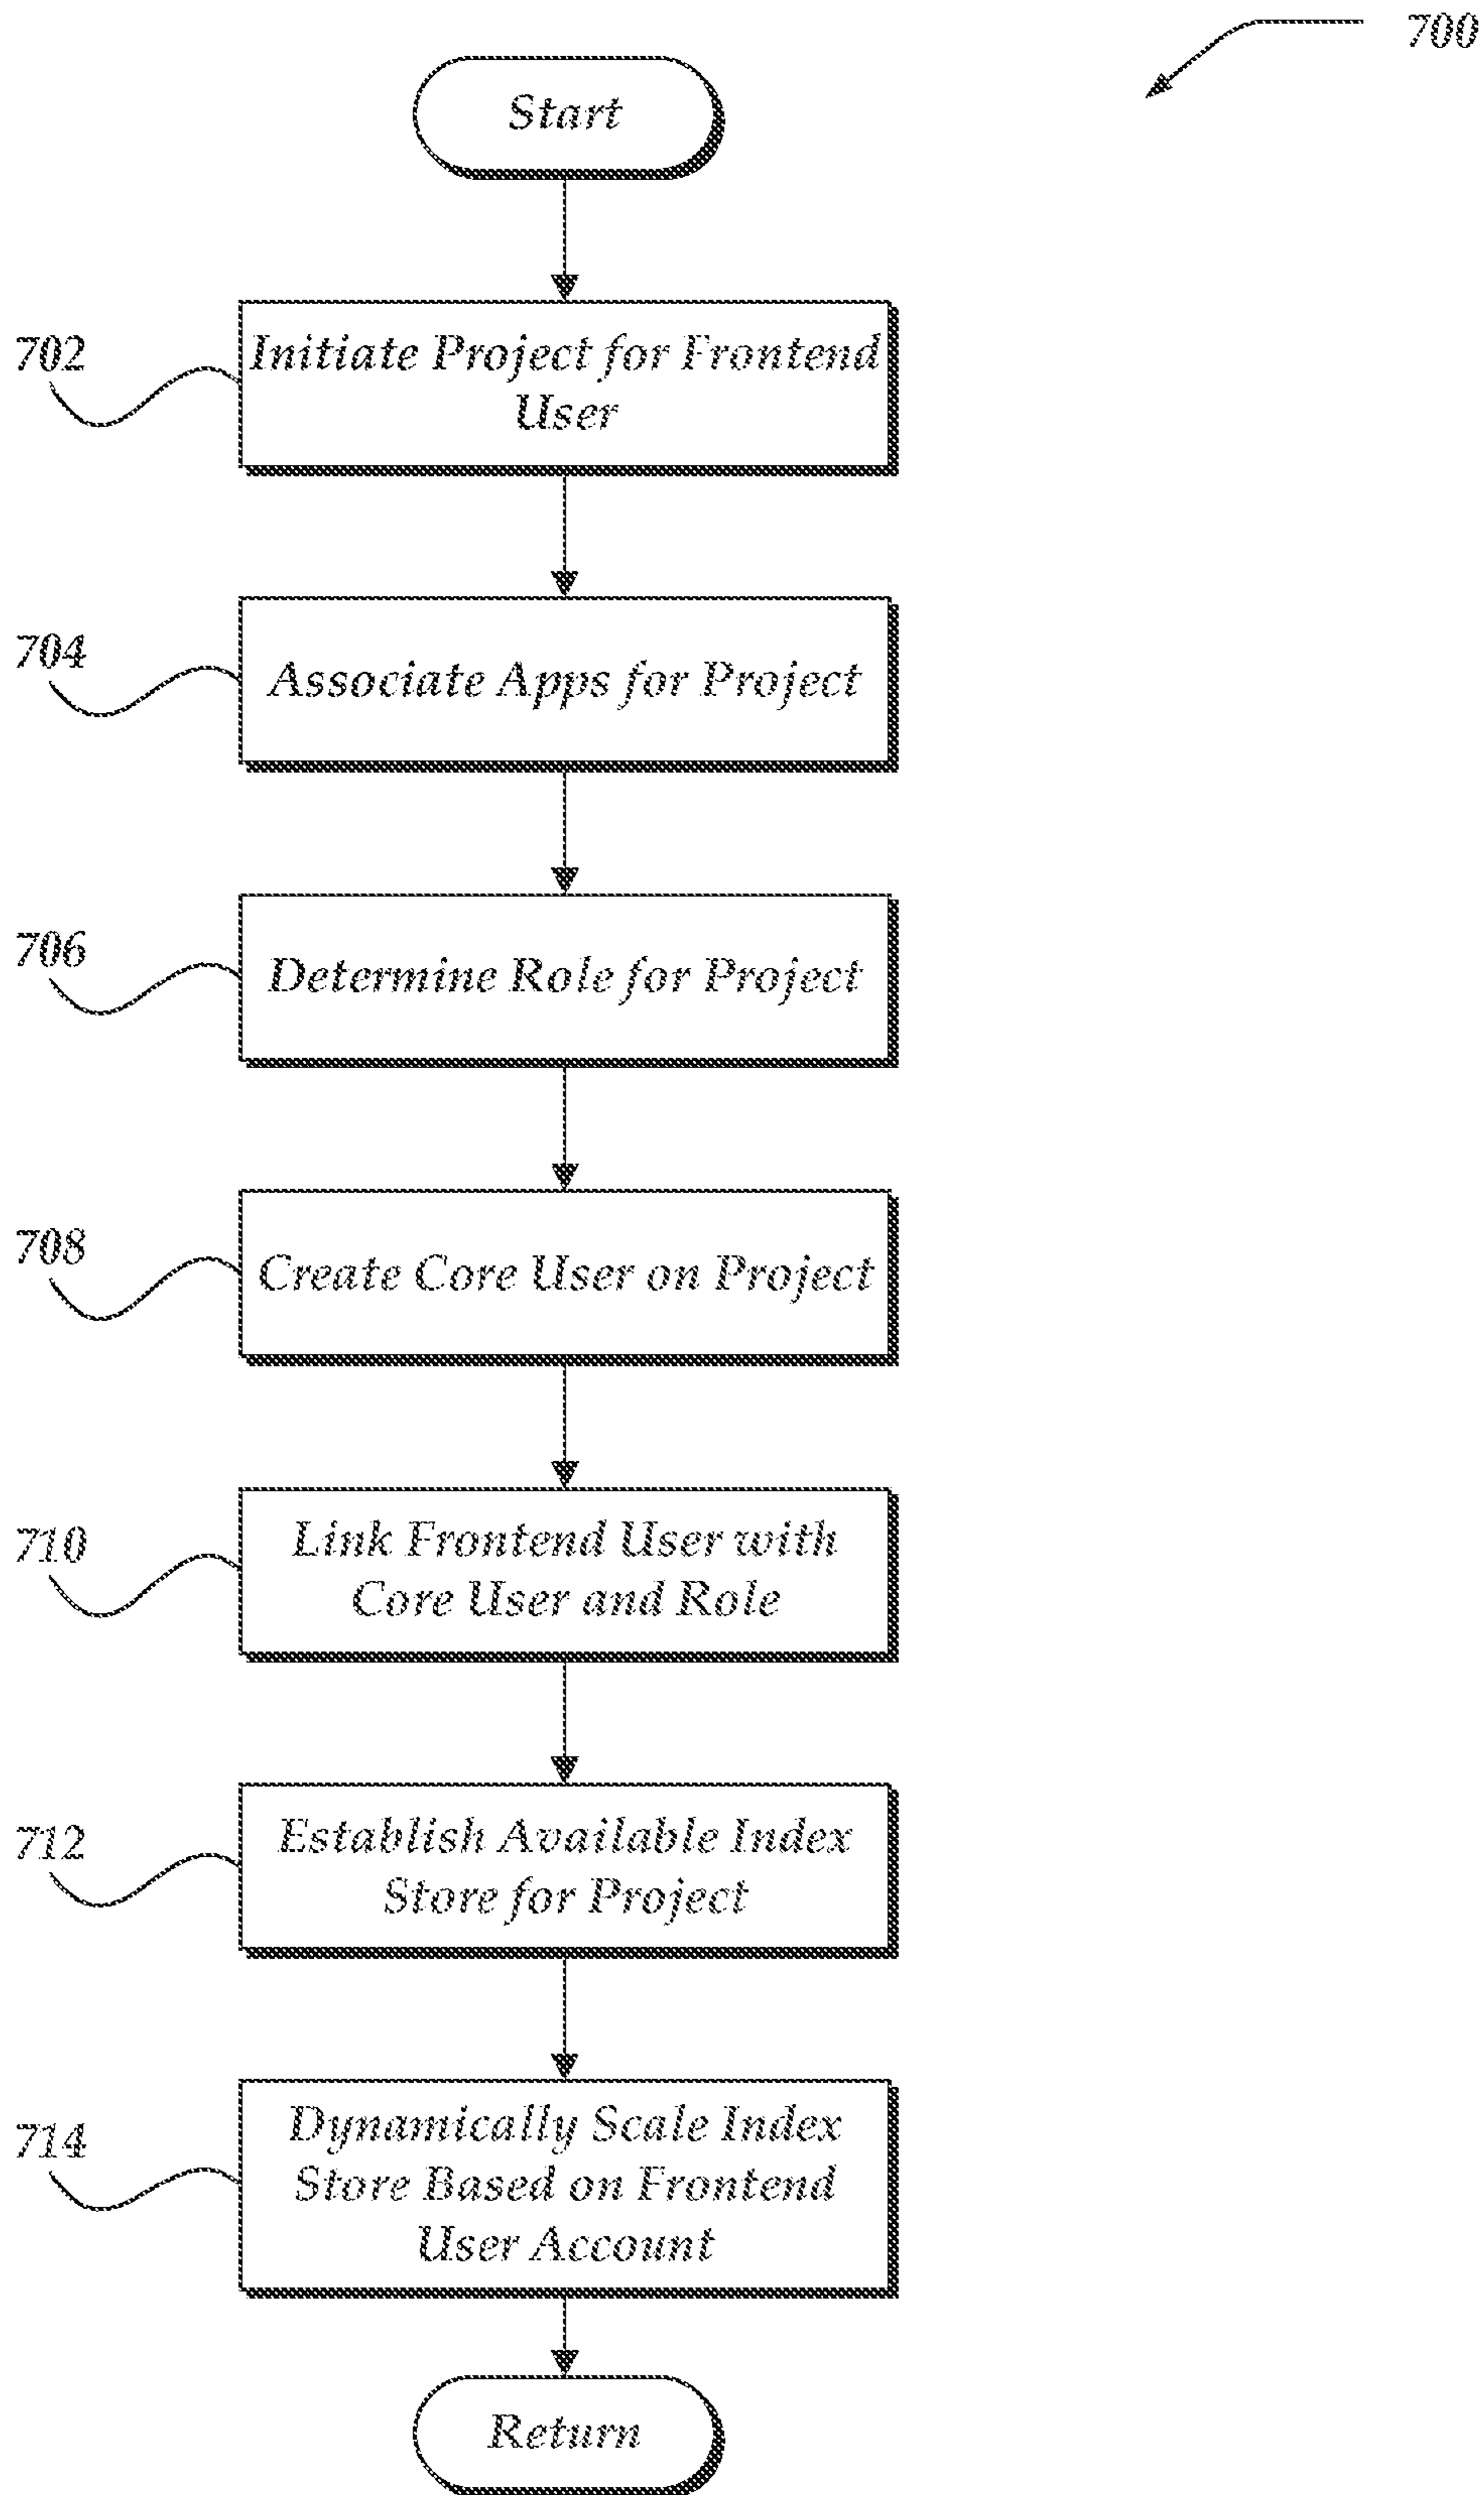 700
Start
702
Initiate Project for Frontend
User
704
Associate Apps for Project
706
Determine Role for Project
708
Create Core User on Project
710
Link Frontend User with
Core User and Role
712
Establish Available Index
Store for Project
714
Dynamically Scale Index
Store Based on Frontend
User Account
Return